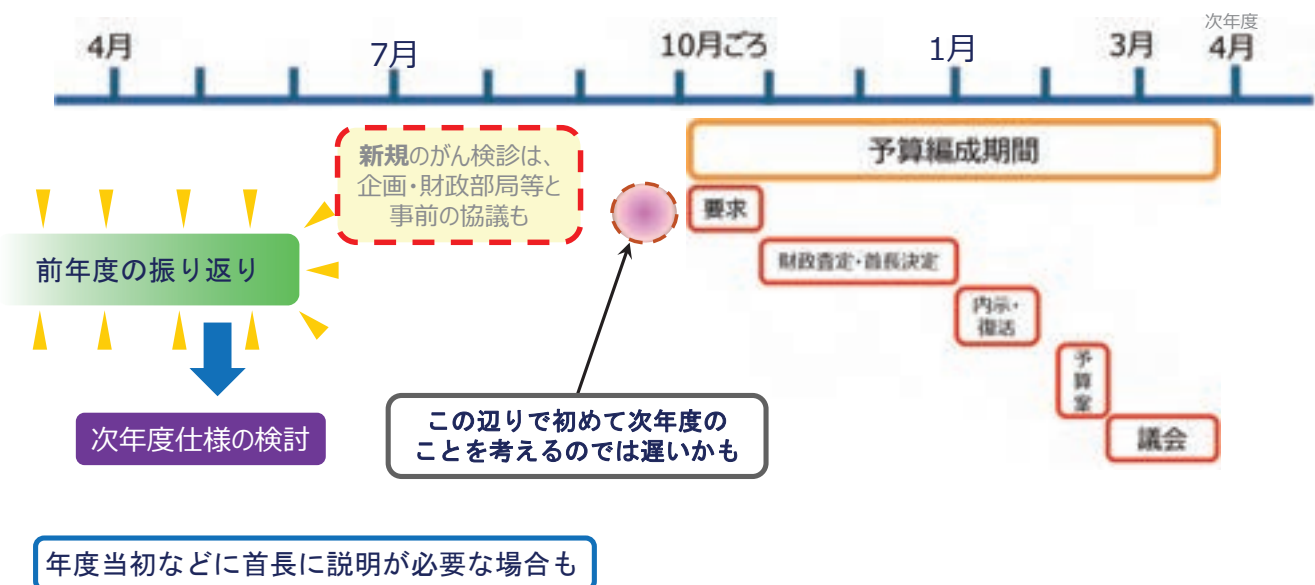 4月
7月
10月ごろ
1月
3月
次年度
4月
新規のがん検診は、
企画・財政部局等と
事前の協議も
予算編成期間
要求
前年度の振り返り
財政査定・首長決定
内示・
復活
予
算
案
この辺りで初めて次年度の
ことを考えるのでは遅いかも
次年度仕様の検討
議会
年度当初などに首長に説明が必要な場合も